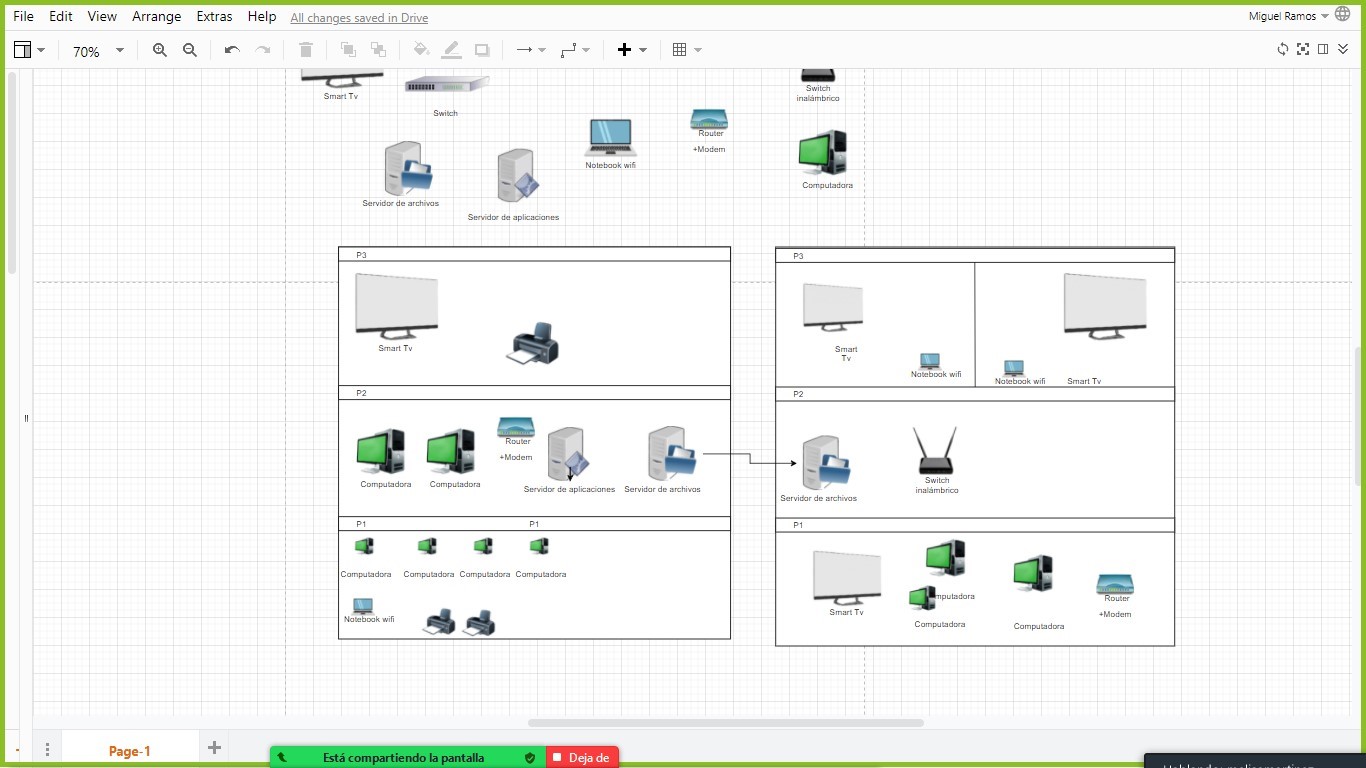 File Edit View Arrange Extras Help All changes saved in Drive
Miguel Ramos
70%
Smart Tv
Switch
Switch
inalámbrico
Router
+Modem
Notebook wifi
Computadora
Servidor de archivos
Servidor de aplicaciones
P3
Smart Tv
P2
Computadora
Computadora
Router
+Modem
Servidor de aplicaciones
Servidor de archivos
P1 P1
Computadora
Computadora
Computadora
Computadora
Notebook wifi
P3
Smart
Tv
Notebook wifi
Notebook wifi
Smart Tv
P2
Servidor de archivos
Switch
inalámbrico
P1
Smart Tv
mputadora
Computadora
Computadora
Router
+Modem
Page-1
Está compartiendo la pantalla
Deja de